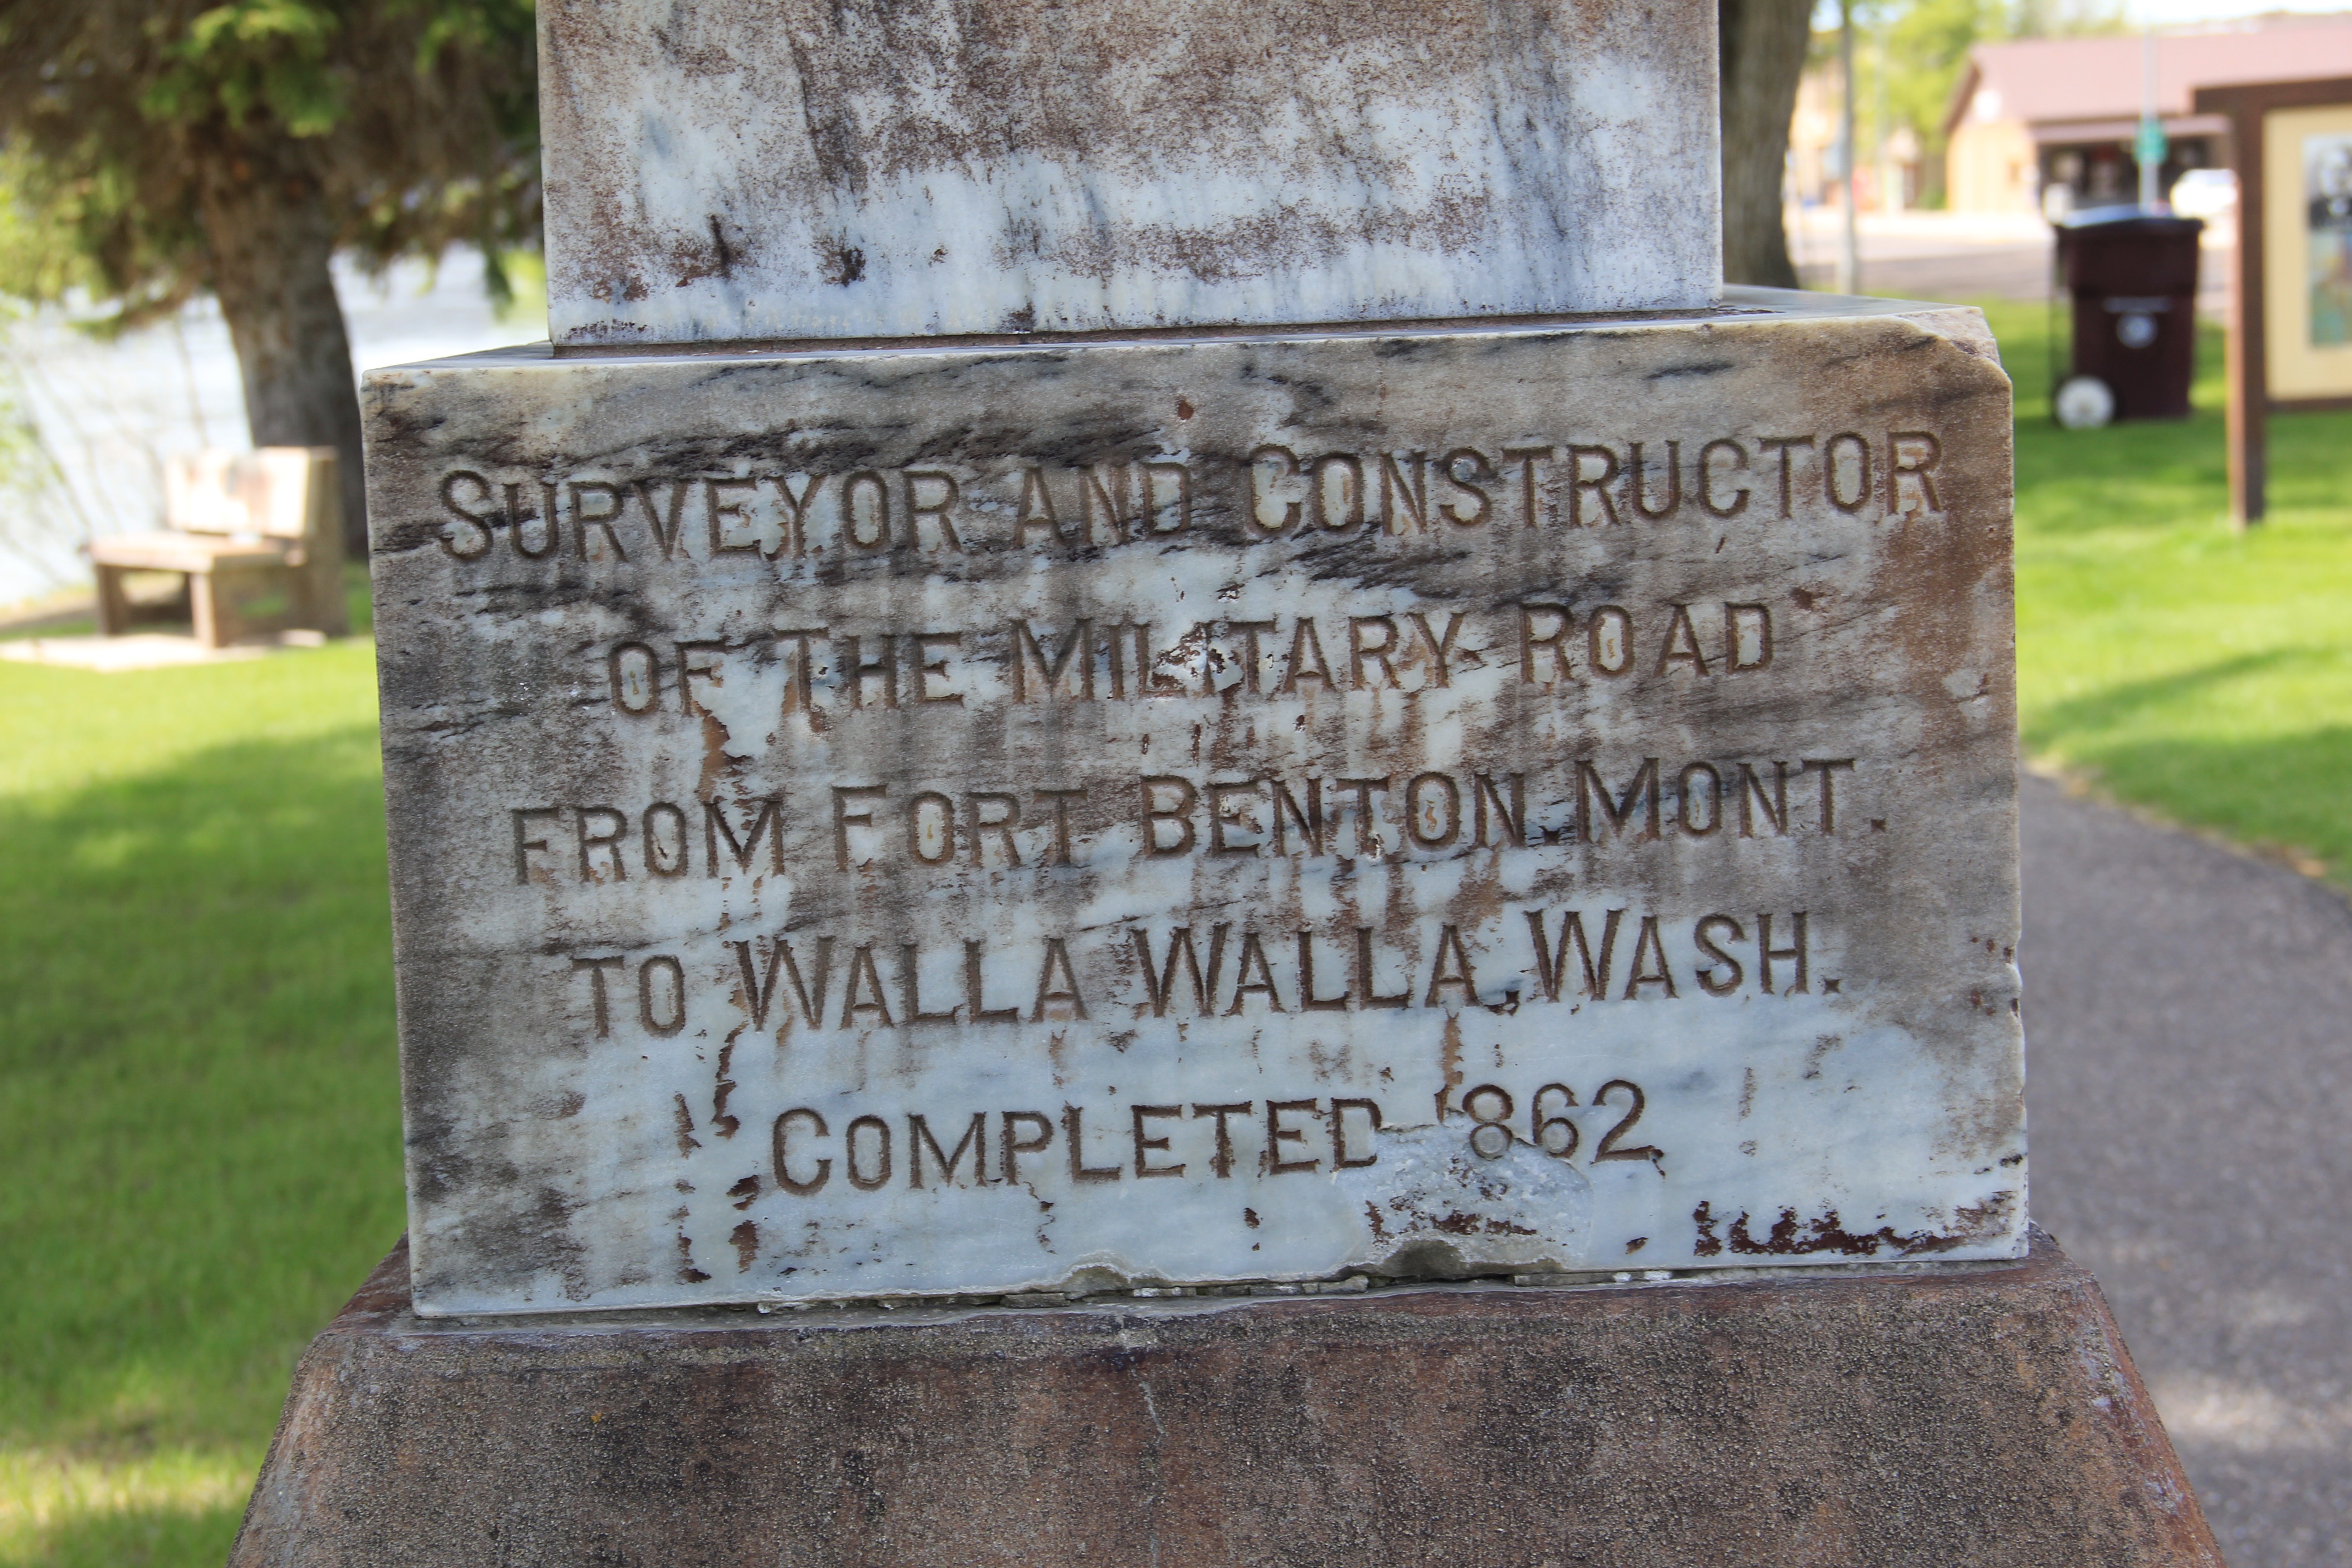 SURVEYOR AND CONSTRUCTOR
OF THE MILITARY ROAD
FROM FORT BENTON, MONT.
TO WALLA WALLA, WASH.
COMPLETED 1862.